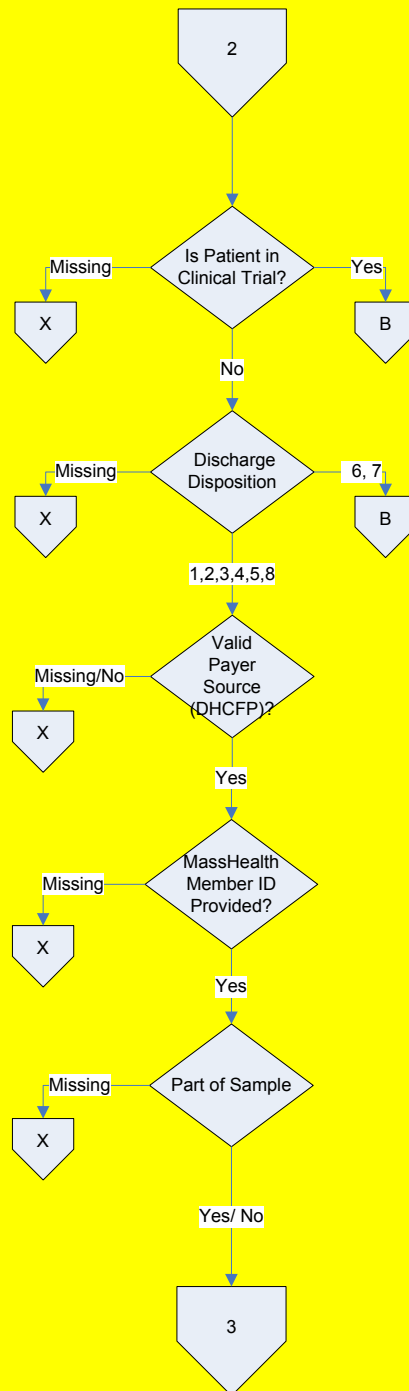 2
Is Patient in
Clinical Trial?
Missing
Yes
X
B
No
Discharge
Disposition
Missing
6, 7
X
B
1,2,3,4,5,8
Valid
Payer
Source
(DHCFP)?
Missing/No
X
Yes
MassHealth
Member ID
Provided?
Missing
X
Yes
Part of Sample
Missing
X
Yes/ No
3